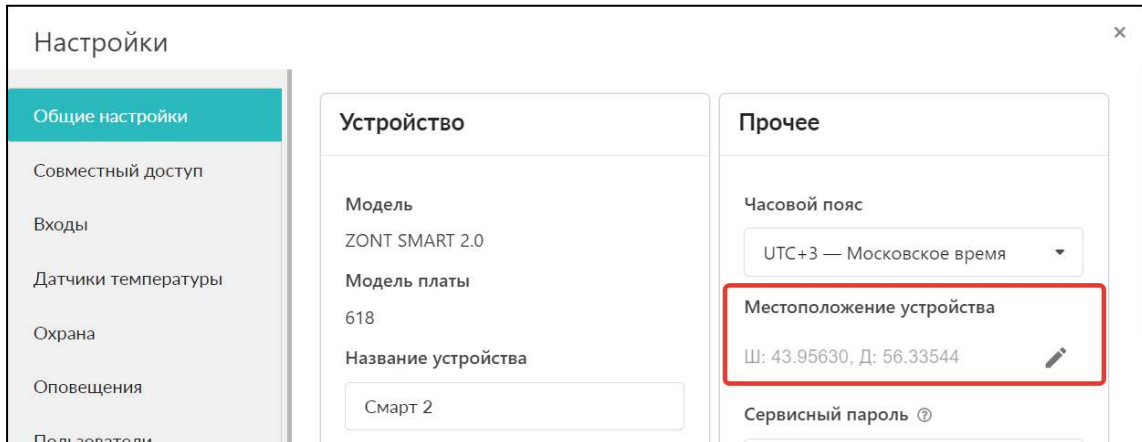 Настройки
×
Общие настройки
Совместный доступ
Входы
Датчики температуры
Охрана
Оповещения
Пользователи
Устройство
Модель
ZONT SMART 2.0
Модель платы
618
Название устройства
Смарт 2
Прочее
Часовой пояс
UTC+3 — Московское время
Местоположение устройства
Ш: 43.95630, Д: 56.33544
Сервисный пароль ?